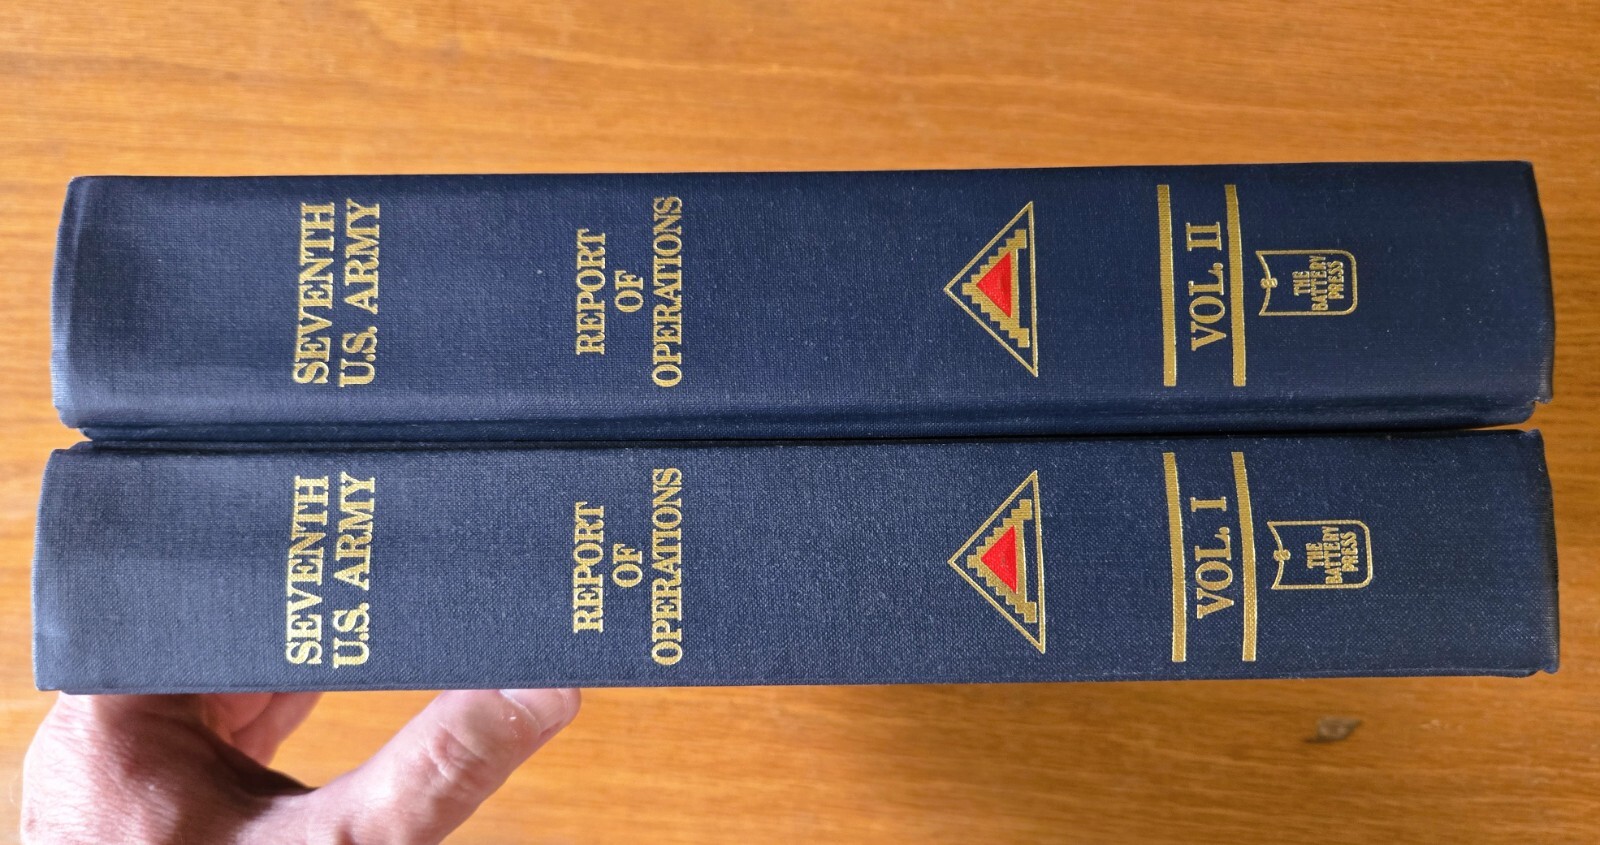 SEVENTH
U.S. ARMY
REPORT
OF
OPERATIONS
VOL. II
THE
BATTERY
PRESS
SEVENTH
U.S. ARMY
REPORT
OF
OPERATIONS
VOL. I
THE
BATTERY
PRESS